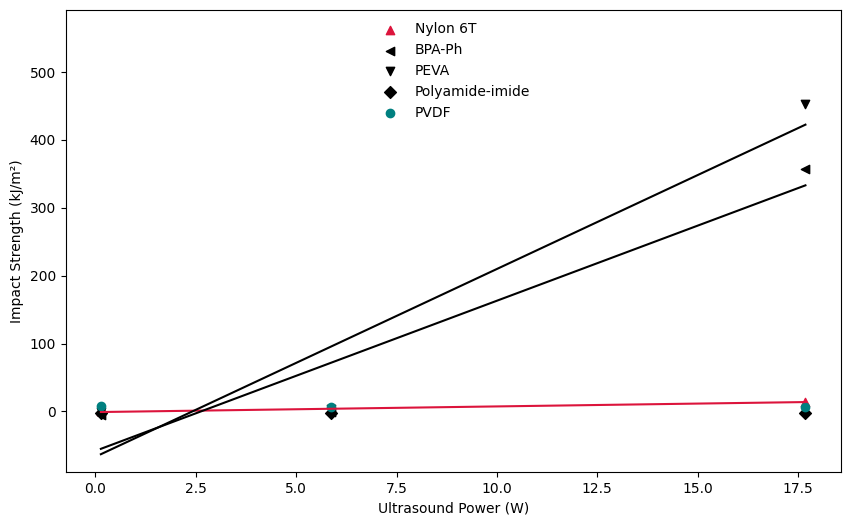 Nylon 6T
BPA-Ph
PEVA
Polyamide-imide
PVDF
Impact Strength (kJ/m²)
500
400
300
200
100
0
0.0 2.5 5.0 7.5 10.0 12.5 15.0 17.5
Ultrasound Power (W)